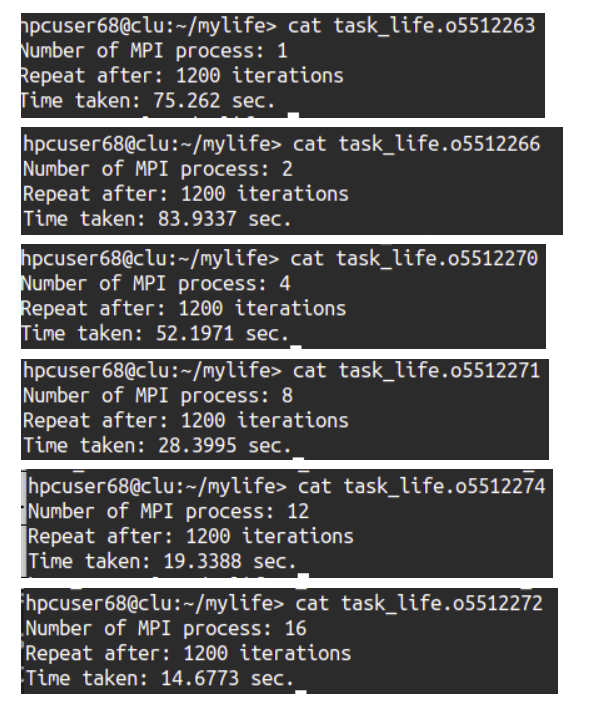 hpcuser68@clu:~/mylife> cat task_life.o5512263
Number of MPI process: 1
Repeat after: 1200 iterations
Time taken: 75.262 sec.
hpcuser68@clu:~/mylife> cat task_life.o5512266
Number of MPI process: 2
Repeat after: 1200 iterations
Time taken: 83.9337 sec.
hpcuser68@clu:~/mylife> cat task_life.o5512270
Number of MPI process: 4
Repeat after: 1200 iterations
Time taken: 52.1971 sec.
hpcuser68@clu:~/mylife> cat task_life.o5512271
Number of MPI process: 8
Repeat after: 1200 iterations
Time taken: 28.3995 sec.
hpcuser68@clu:~/mylife> cat task_life.o5512274
Number of MPI process: 12
Repeat after: 1200 iterations
Time taken: 19.3388 sec.
hpcuser68@clu:~/mylife> cat task_life.o5512272
Number of MPI process: 16
Repeat after: 1200 iterations
Time taken: 14.6773 sec.